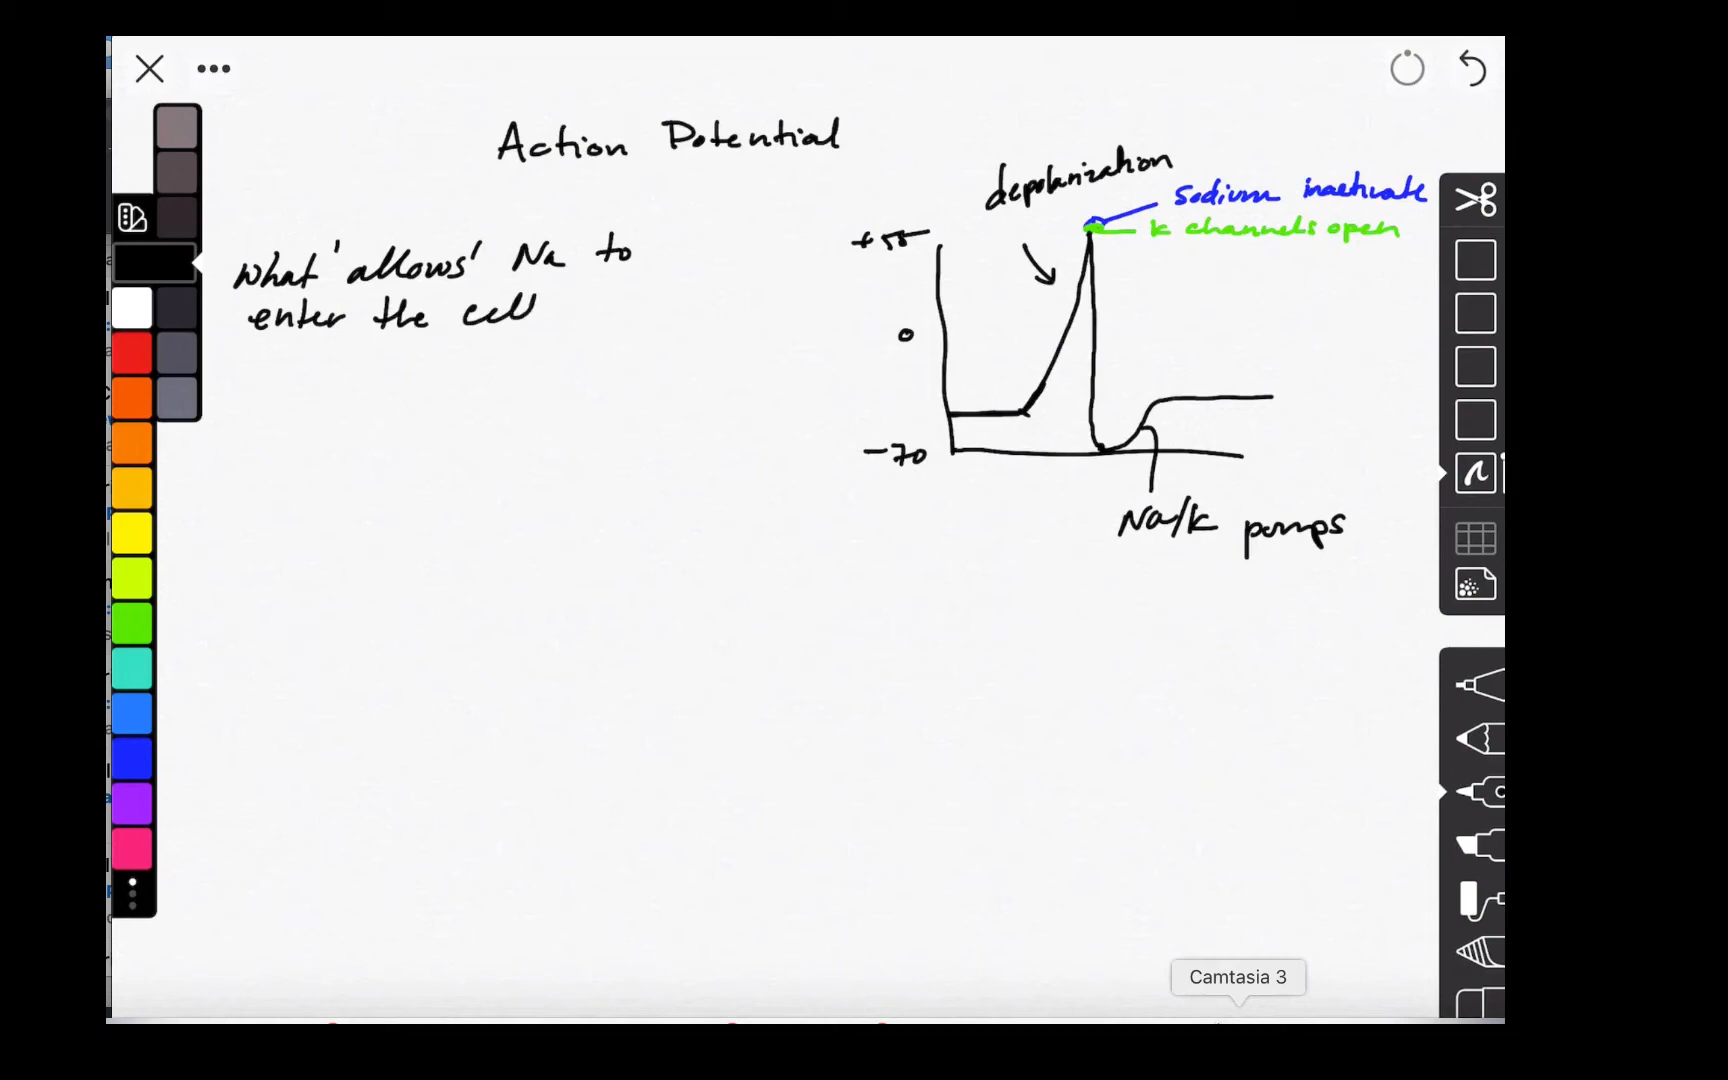 Action Potential
depolarization
sodium inactivate
K channels open
+55
what 'allows' Na to
enter the cell
0
-70
Na/K pumps
Camtasia 3